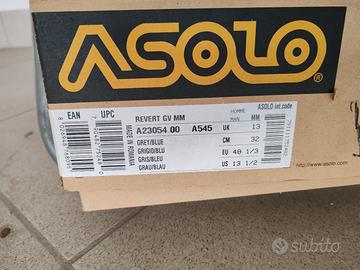 ASOLO
®
EAN UPC
REVERT GV MM
A23054 00 A545
MADE IN ROMANIA
GREY/BLUE
GRIGIO/BLU
GRIS/BLEU
GRAU/BLAU
HOMME
MAN
MM
UK 13
CM 32
EU 48 1/3
US 13 1/2
ASOLO int.code
www.asolo.com
subito